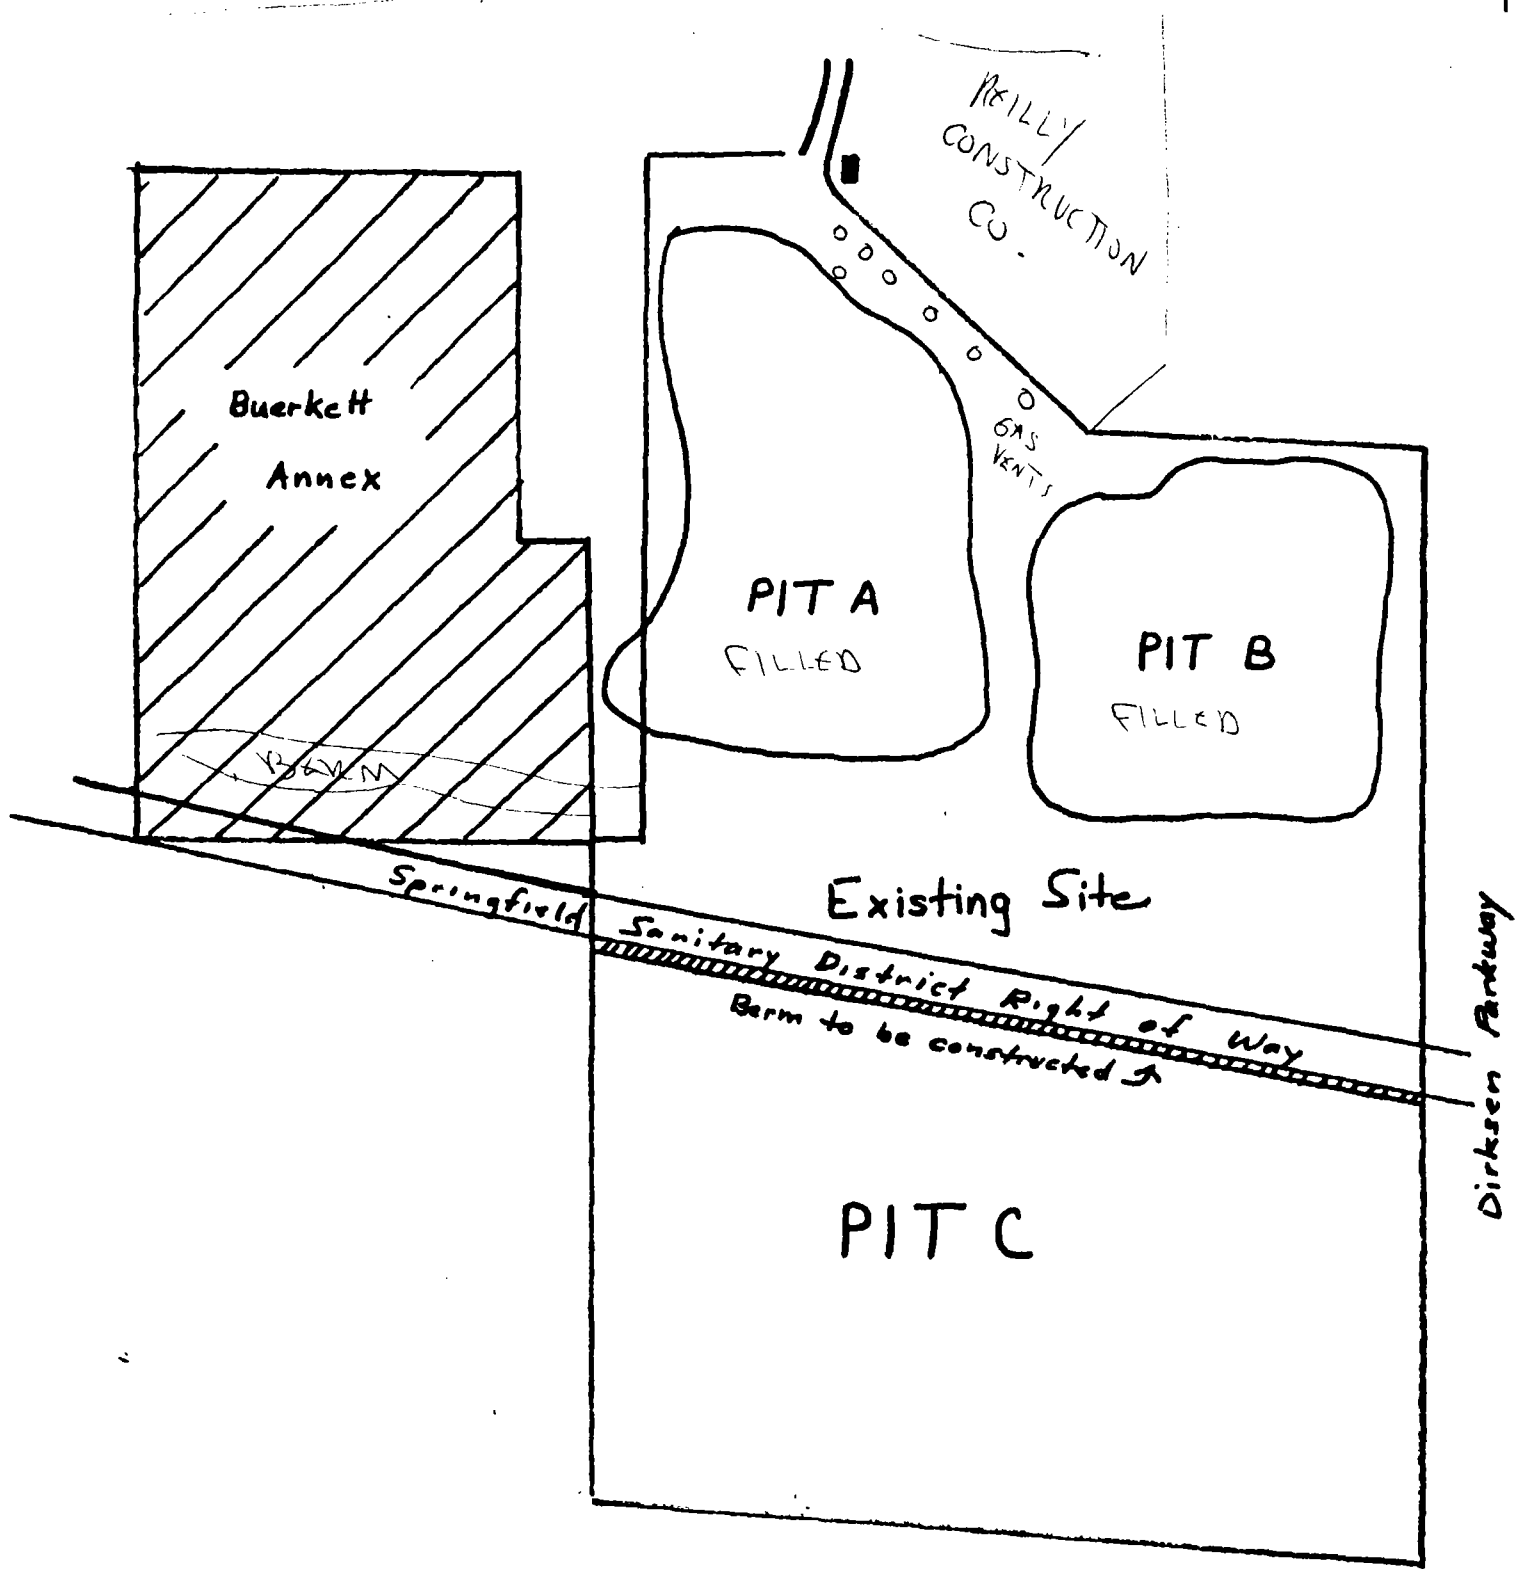 REILLY
CONSTRUCTION
CO.
Buerkett
Annex
GAS
VENTS
PIT A
FILLED
PIT B
FILLED
BERM
Existing Site
Springfield Sanitary District Right of Way
Berm to be constructed
PIT C
Dirksen Parkway